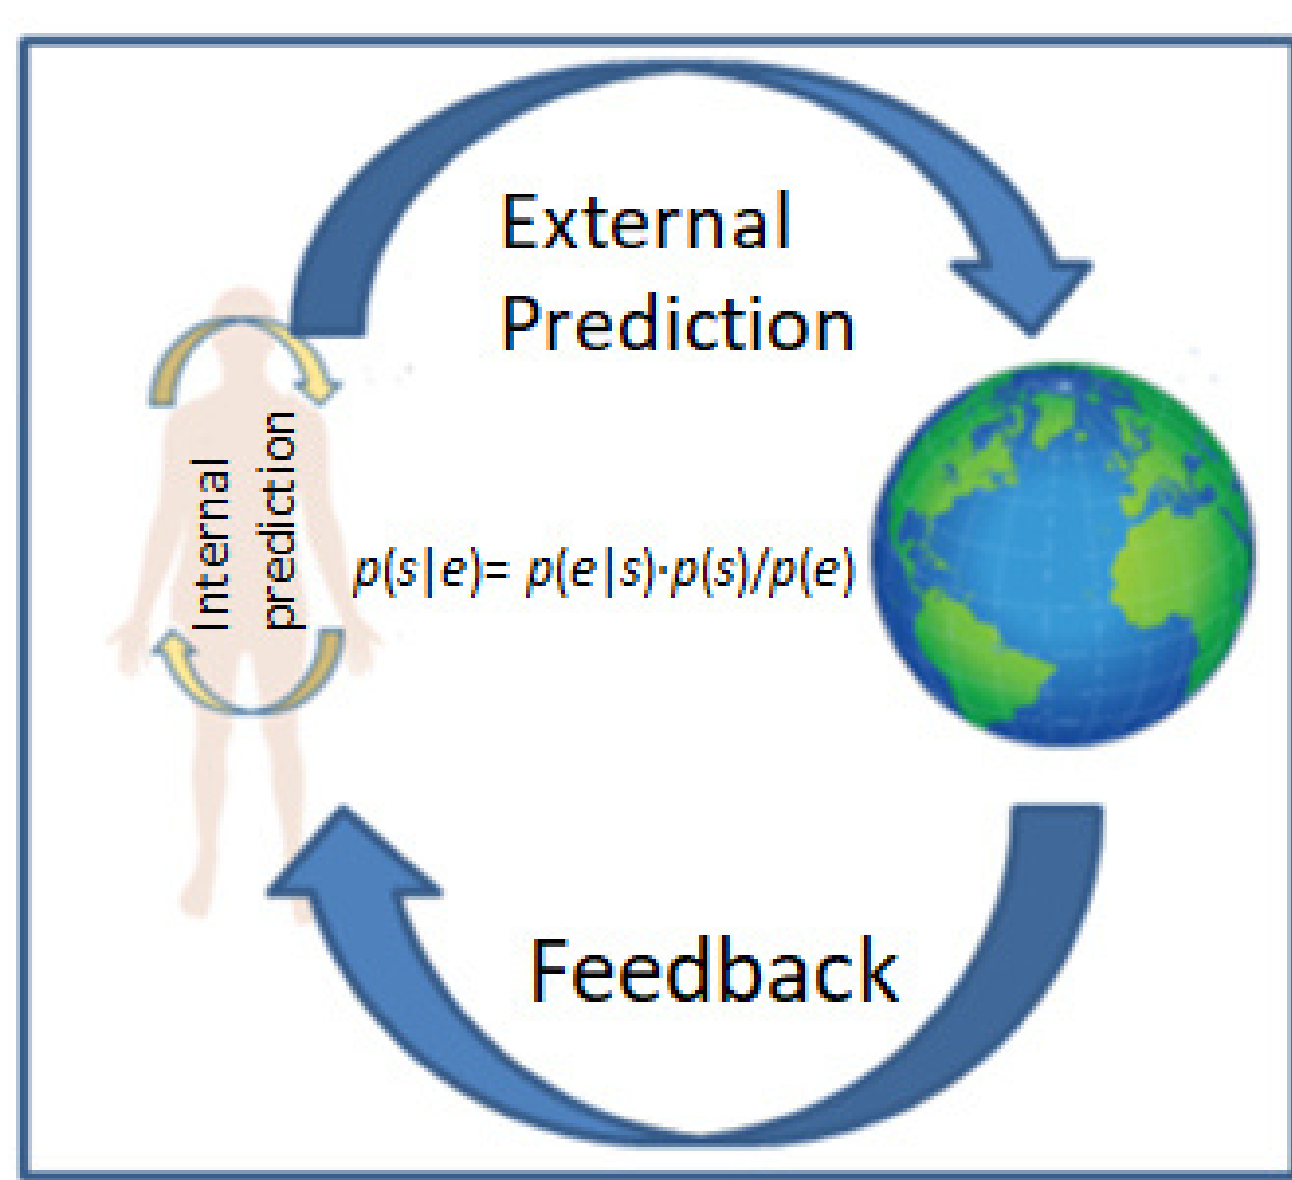 External
Prediction
Internal
prediction
p(s|e)= p(e|s)·p(s)/p(e)
Feedback